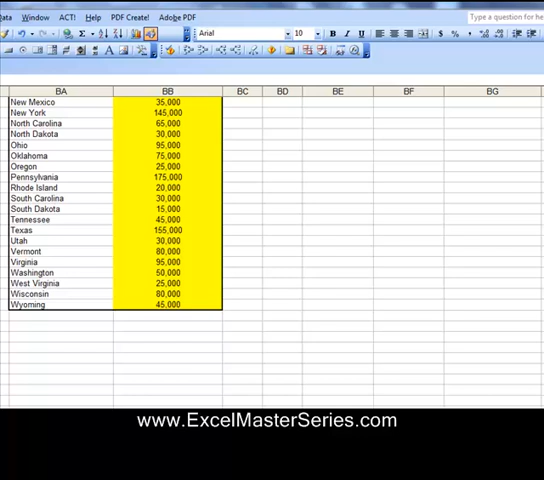 Data Window ACT! Help PDF Create! Adobe PDF Type a question for he
Arial 10 B I U $ % ,
BA BB BC BD BE BF BG
New Mexico 35,000
New York 145,000
North Carolina 65,000
North Dakota 30,000
Ohio 95,000
Oklahoma 75,000
Oregon 25,000
Pennsylvania 175,000
Rhode Island 20,000
South Carolina 30,000
South Dakota 15,000
Tennessee 45,000
Texas 155,000
Utah 30,000
Vermont 80,000
Virginia 95,000
Washington 50,000
West Virginia 25,000
Wisconsin 80,000
Wyoming 45,000
www.ExcelMasterSeries.com